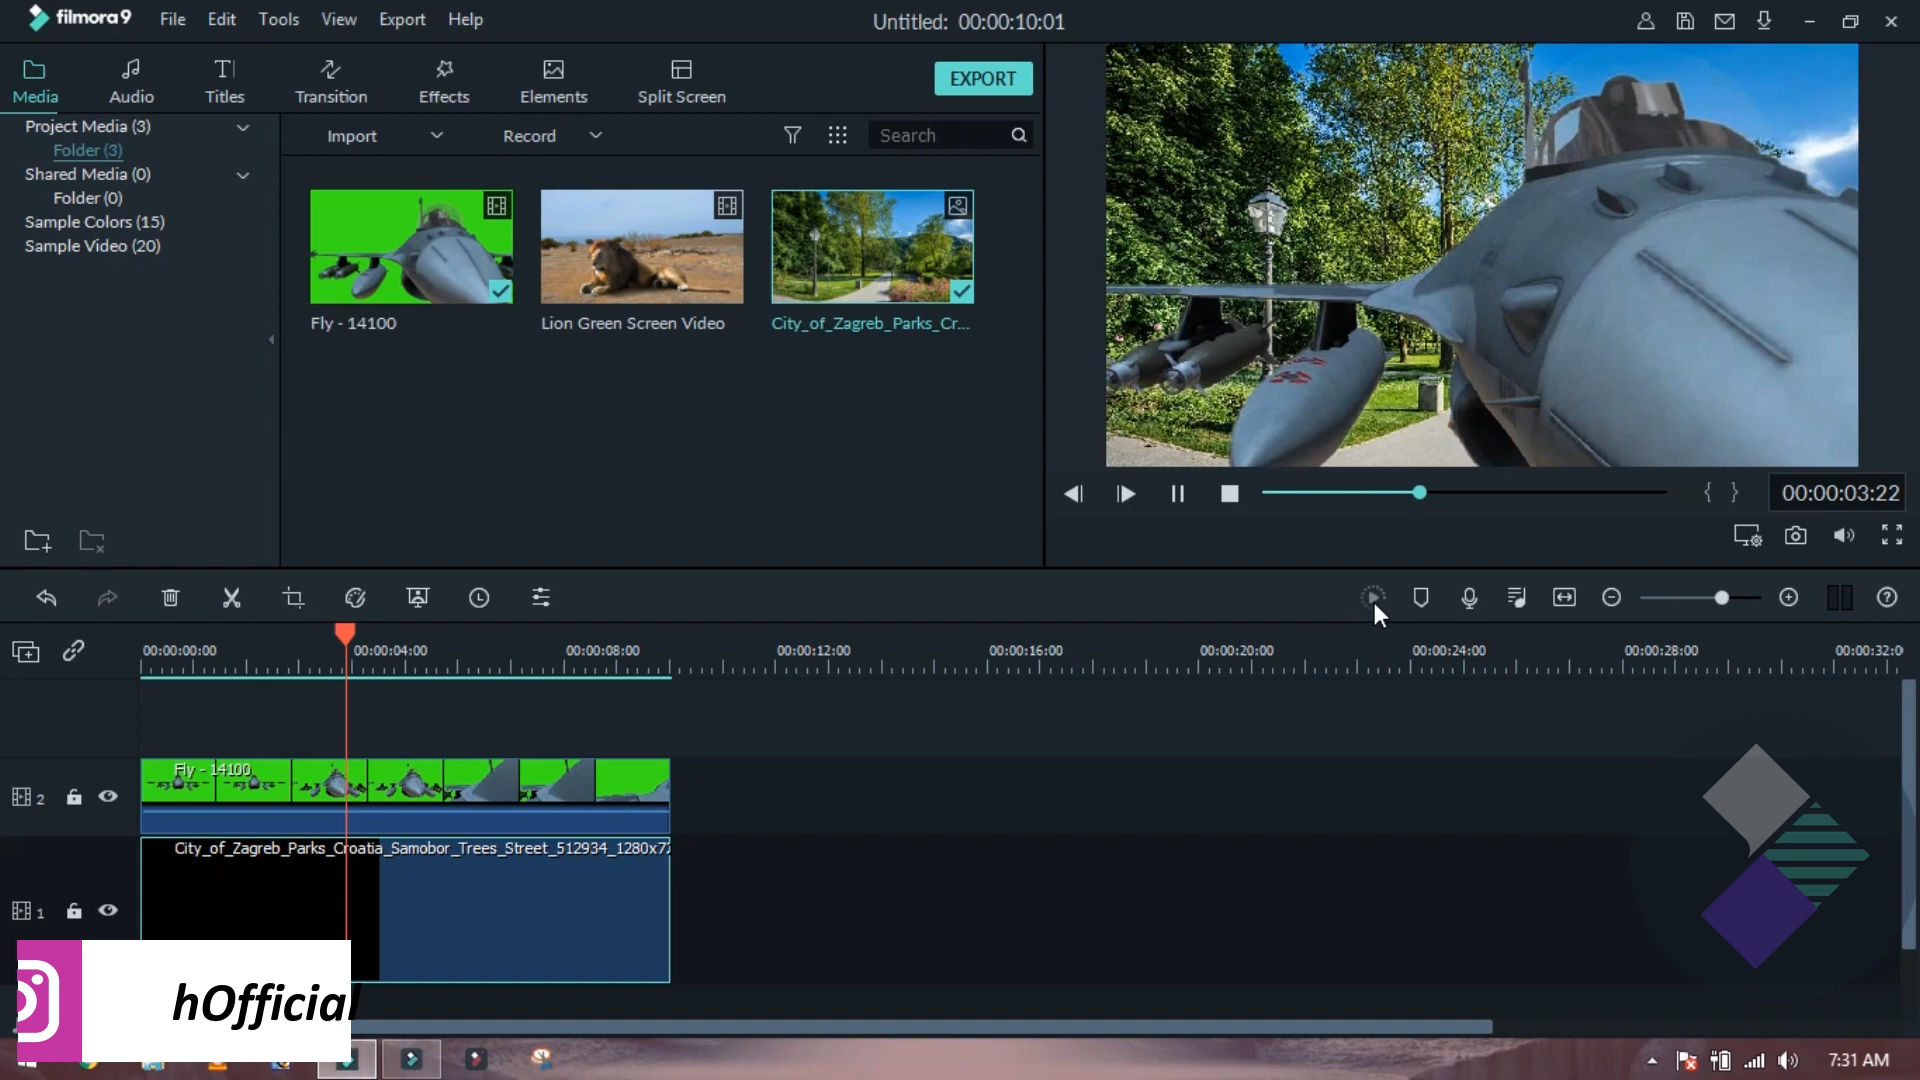 filmora9
File Edit Tools View Export Help
Untitled: 00:00:10:01
Media Audio Titles Transition Effects Elements Split Screen
EXPORT
Project Media (3)
Folder (3)
Shared Media (0)
Folder (0)
Sample Colors (15)
Sample Video (20)
Import Record Search
Fly - 14100 Lion Green Screen Video City_of_Zagreb_Parks_Cr...
00:00:03:22
00:00:00:00 00:00:04:00 00:00:08:00 00:00:12:00 00:00:16:00 00:00:20:00 00:00:24:00 00:00:28:00 00:00:32:0
Fly - 14100
2
City_of_Zagreb_Parks_Croatia_Samobor_Trees_Street_512934_1280x7
1
hOfficial
7:31 AM